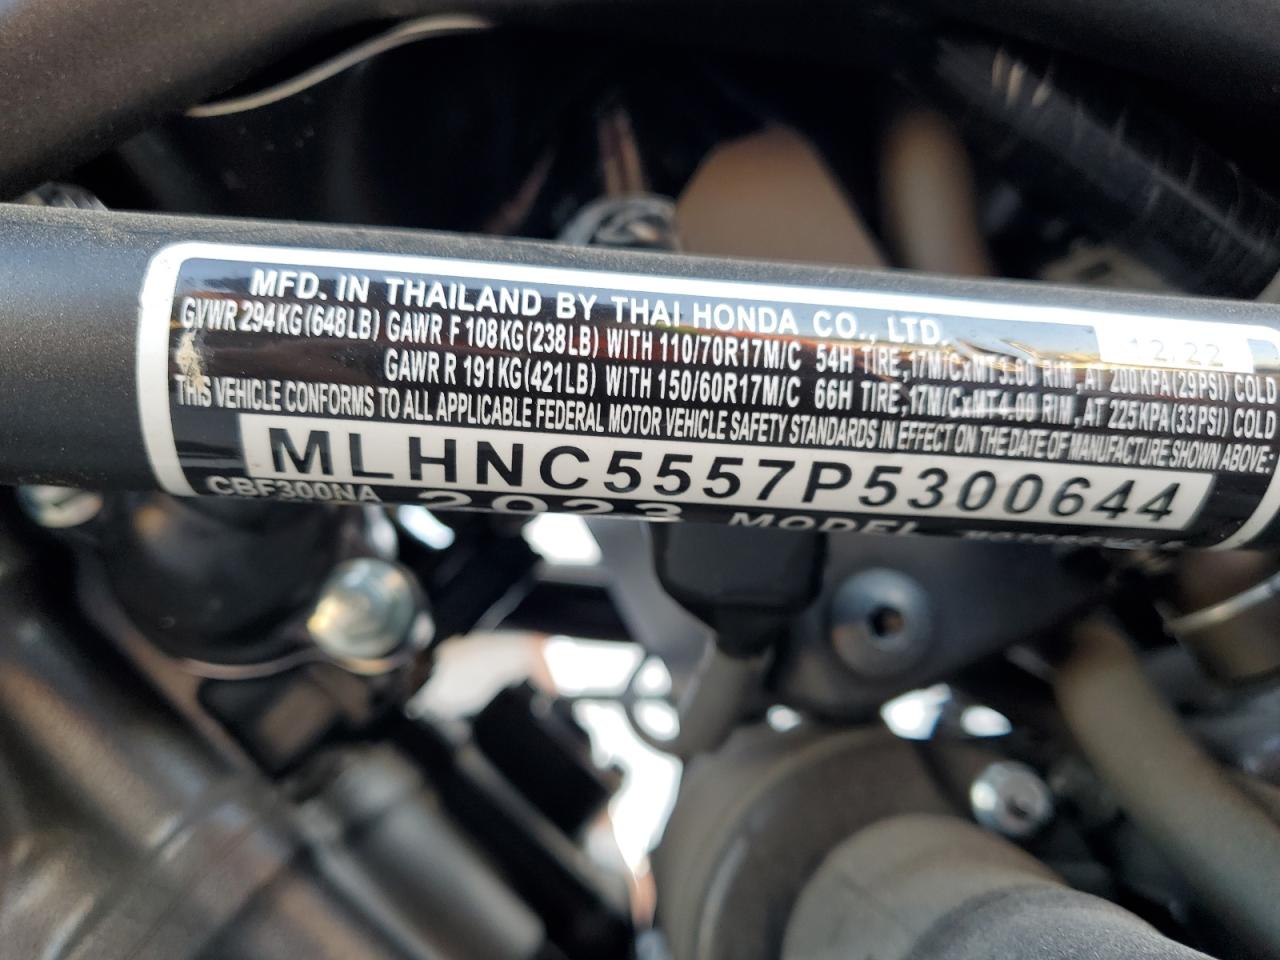 MFD. IN THAILAND BY THAI HONDA CO., LTD. 12/22
GVWR 294KG(648LB) GAWR F 108KG(238LB) WITH 110/70R17M/C 54H TIRE,17M/CxMT3.00 RIM ,AT 200KPA(29PSI) COLD
GAWR R 191KG(421LB) WITH 150/60R17M/C 66H TIRE,17M/CxMT4.00 RIM ,AT 225KPA(33PSI) COLD
THIS VEHICLE CONFORMS TO ALL APPLICABLE FEDERAL MOTOR VEHICLE SAFETY STANDARDS IN EFFECT ON THE DATE OF MANUFACTURE SHOWN ABOVE:
MLHNC5557P5300644
CBF300NA 2023 MODEL MOTORCYCLE